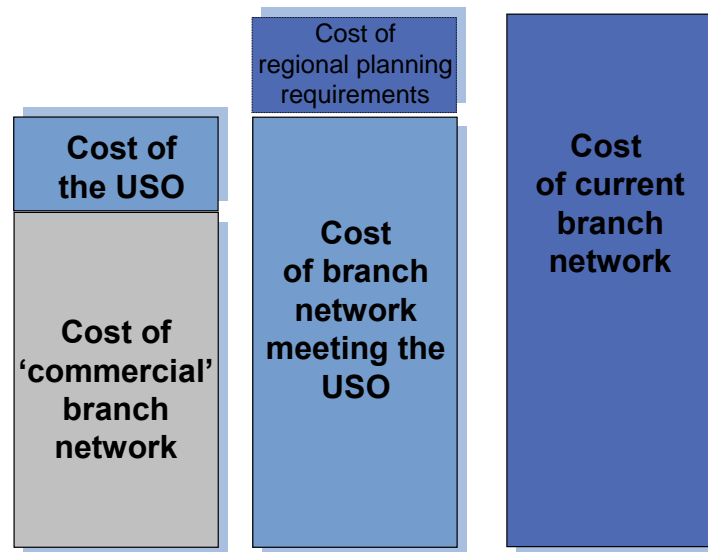 Cost of
the USO
Cost of
‘commercial’
branch
network
Cost of
regional planning
requirements
Cost
of branch
network
meeting the
USO
Cost
of current
branch
network